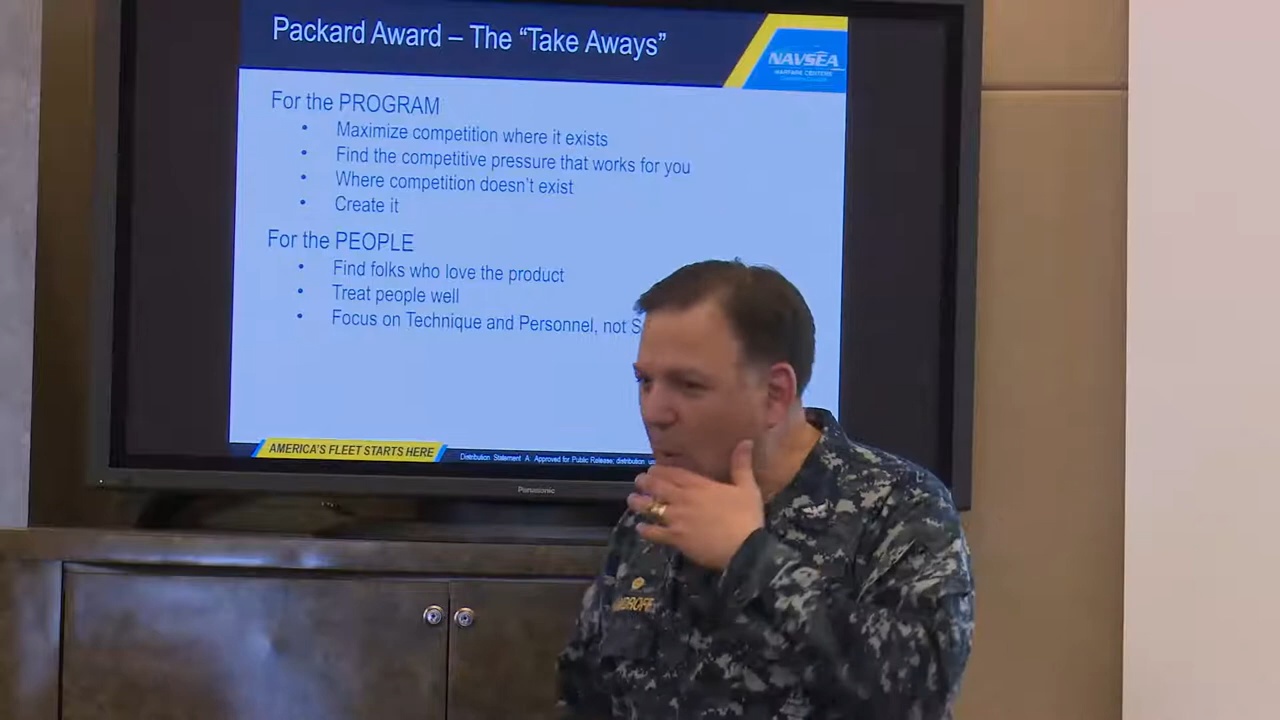 Packard Award – The “Take Aways”
NAVSEA
WARFARE CENTERS
For the PROGRAM
• Maximize competition where it exists
• Find the competitive pressure that works for you
• Where competition doesn’t exist
• Create it
For the PEOPLE
• Find folks who love the product
• Treat people well
• Focus on Technique and Personnel, not S
AMERICA’S FLEET STARTS HERE
Distribution Statement A: Approved for Public Release; distribution
Panasonic